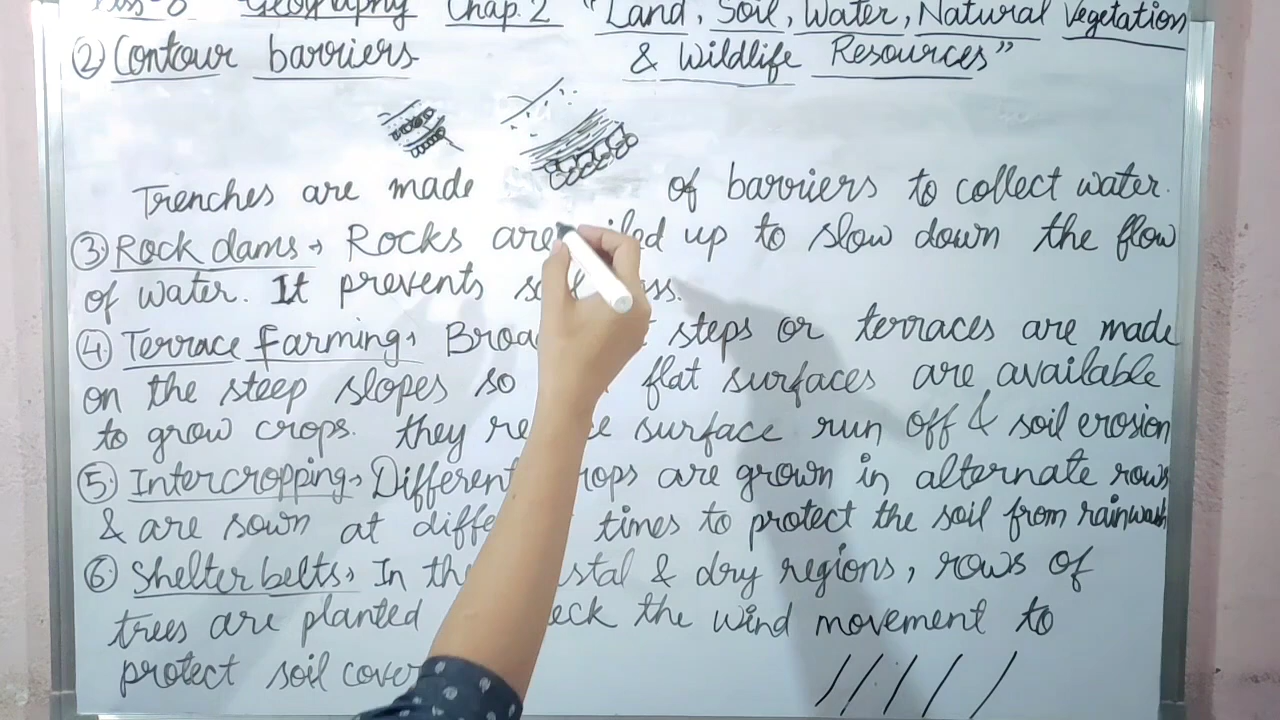 Geography Chap. 2 "Land, Soil, Water, Natural Vegetation
② Contour barriers & Wildlife Resources"
Trenches are made of barriers to collect water.
③ Rock dams → Rocks are up to slow down the flow
of water. It prevents
④ Terrace farming → steps or terraces are made
on the steep slopes so flat surfaces are available
to grow crops. they surface run off & soil erosion
⑤ Intercropping → Different are grown in alternate rows
& are sown at times to protect the soil from rainwash
⑥ Shelter belts → In & dry regions, rows of
trees are planted the wind movement to
protect soil cover